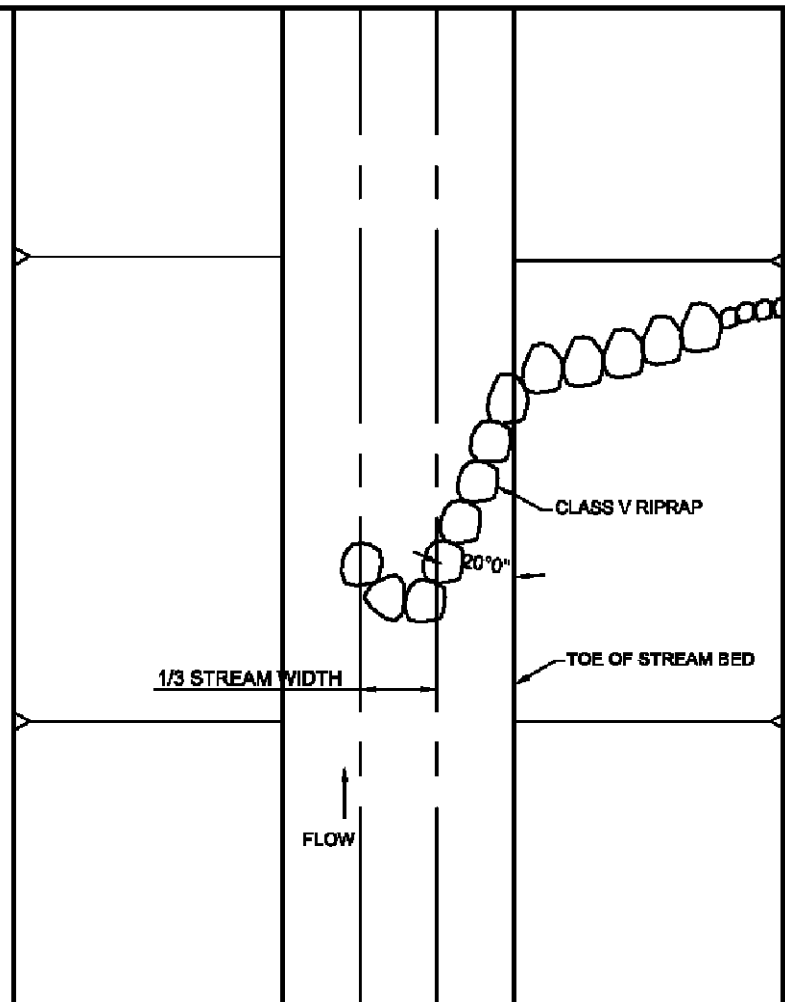 CLASS V RIPRAP
20°0"
TOE OF STREAM BED
1/3 STREAM WIDTH
FLOW